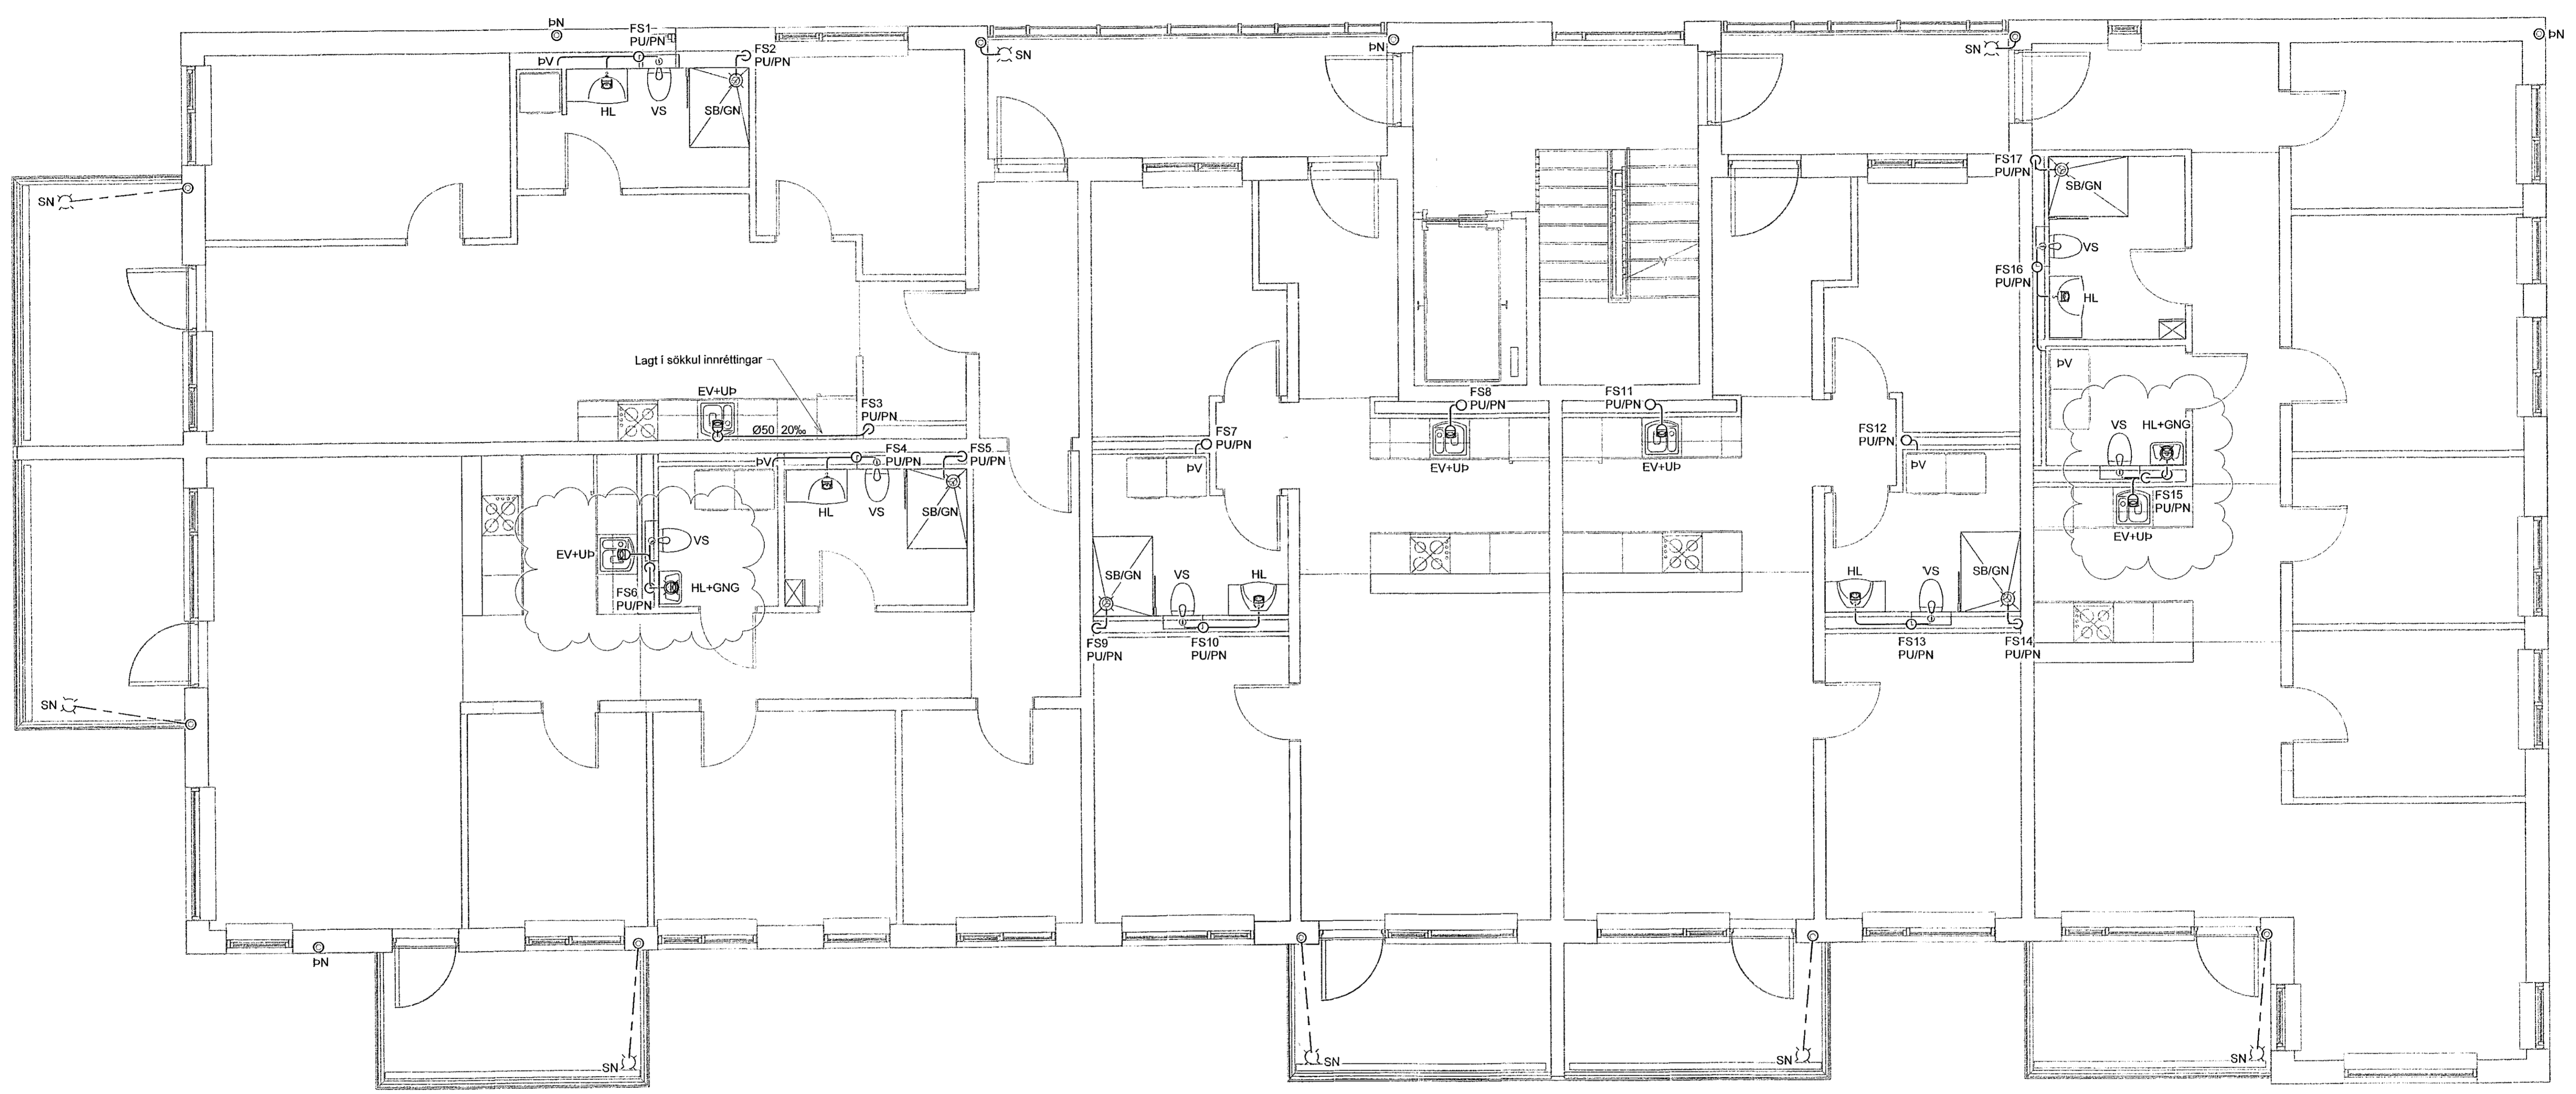 ÞN
FS1
PU/PN
FS2
PU/PN
ÞV
HL
VS
SB/GN
SN
ÞN
SN
ÞN
SN
FS17
PU/PN
SB/GN
VS
FS16
PU/PN
HL
ÞV
Lagt í sökkul innréttingar
EV+UÞ
Ø50 20‰
FS3
PU/PN
FS8
PU/PN
FS11
PU/PN
FS7
PU/PN
FS12
PU/PN
EV+UÞ
EV+UÞ
ÞV
ÞV
VS
HL+GNG
FS15
PU/PN
EV+UÞ
ÞV
FS4
PU/PN
FS5
PU/PN
HL
VS
SB/GN
EV+UÞ
VS
FS6
PU/PN
HL+GNG
SB/GN
VS
HL
HL
VS
SB/GN
FS9
PU/PN
FS10
PU/PN
FS13
PU/PN
FS14
PU/PN
SN
ÞN
SN
SN
SN
SN